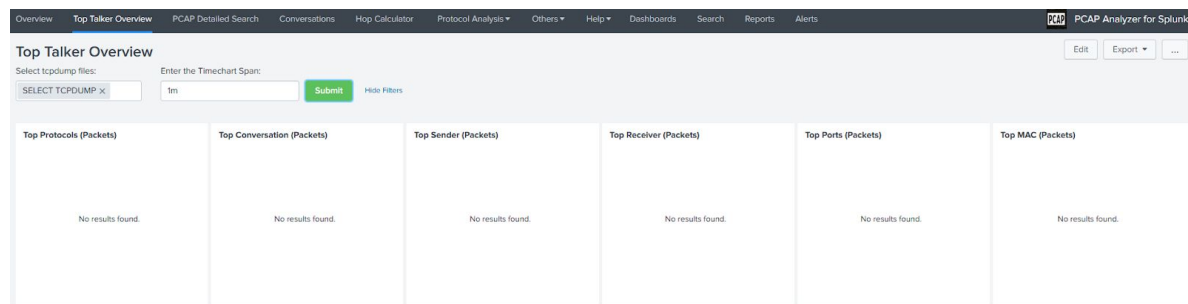 Overview Top Talker Overview PCAP Detailed Search Conversations Hop Calculator Protocol Analysis Others Help Dashboards Search Reports Alerts PCAP PCAP Analyzer for Splunk
Top Talker Overview Edit Export ...
Select tcpdump files: Enter the Timechart Span:
SELECT TCPDUMP × 1m Submit Hide Filters
Top Protocols (Packets) Top Conversation (Packets) Top Sender (Packets) Top Receiver (Packets) Top Ports (Packets) Top MAC (Packets)
No results found. No results found. No results found. No results found. No results found. No results found.